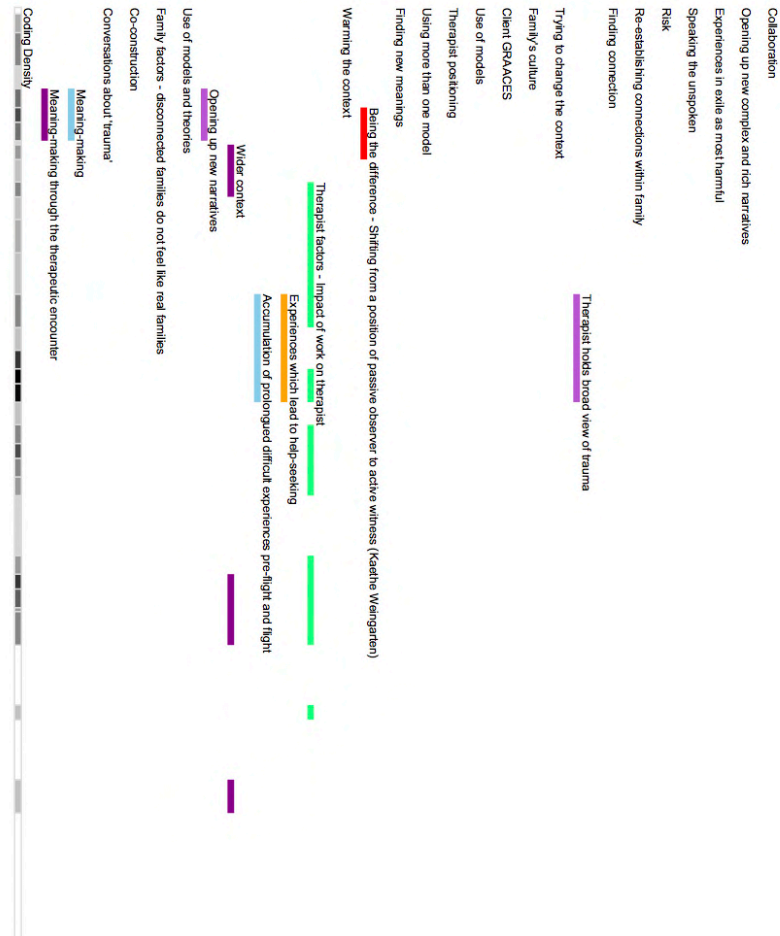 Collaboration
Opening up new complex and rich narratives
Experiences in exile as most harmful
Speaking the unspoken
Risk
Re-establishing connections within family
Finding connection
Therapist holds broad view of trauma
Trying to change the context
Family's culture
Client GRAACES
Use of models
Therapist positioning
Using more than one model
Finding new meanings
Being the difference - Shifting from a position of passive observer to active witness (Kaethe Weingarten)
Warming the context
Therapist factors - Impact of work on therapist
Experiences which lead to help-seeking
Accumulation of prolongued difficult experiences pre-flight and flight
Wider context
Opening up new narratives
Use of models and theories
Family factors - disconnected families do not feel like real families
Co-construction
Conversations about 'trauma'
Meaning-making
Meaning-making through the therapeutic encounter
Coding Density